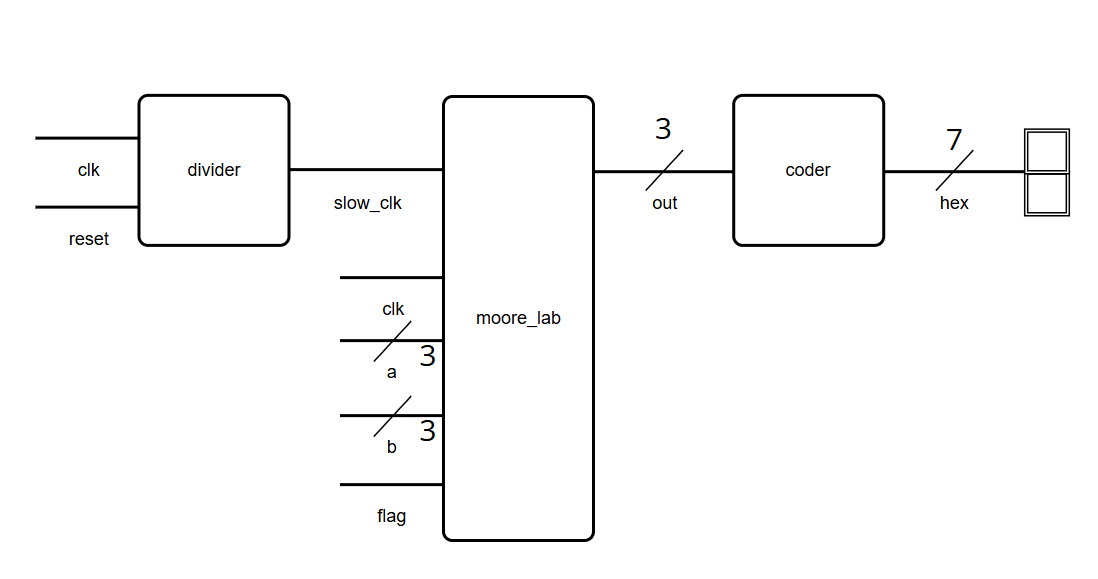 clk
reset
divider
slow_clk
clk
a
3
b
3
flag
moore_lab
3
out
coder
7
hex